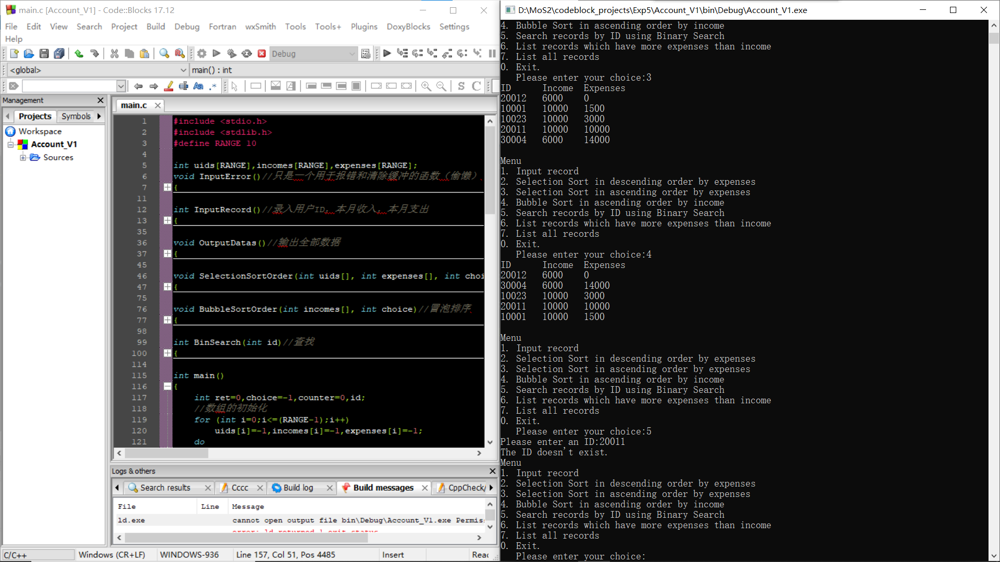 main.c [Account_V1] - Code::Blocks 17.12
File Edit View Search Project Build Debug Fortran wxSmith Tools Tools+ Plugins DoxyBlocks Settings
Help
Debug
<global>
main() : int
S C
Management
Projects Symbols
Workspace
Account_V1
Sources
main.c
1 #include <stdio.h>
2 #include <stdlib.h>
3 #define RANGE 10
4
5 int uids[RANGE],incomes[RANGE],expenses[RANGE];
6 void InputError()//只是一个用于报错和清除缓冲的函数（偷懒）
7 {
11
12 int InputRecord()//录入用户ID，本月收入，本月支出
13 {
35
36 void OutputDatas()//输出全部数据
37 {
45
46 void SelectionSortOrder(int uids[], int expenses[], int choi
47 {
75
76 void BubbleSortOrder(int incomes[], int choice)//冒泡排序
77 {
98
99 int BinSearch(int id)//查找
100 {
114
115 int main()
116 {
117 int ret=0,choice=-1,counter=0,id;
118 //数组的初始化
119 for (int i=0;i<=(RANGE-1);i++)
120 uids[i]=-1,incomes[i]=-1,expenses[i]=-1;
121 do
Logs & others
Search results Cccc Build log Build messages CppCheck/
File Line Message
ld.exe cannot open output file bin\Debug\Account_V1.exe Permis
error: ld returned 1 exit status
C/C++ Windows (CR+LF) WINDOWS-936 Line 157, Col 51, Pos 4485 Insert Read
D:\MoS2\codeblock_projects\Exp5\Account_V1\bin\Debug\Account_V1.exe
4. Bubble Sort in ascending order by income
5. Search records by ID using Binary Search
6. List records which have more expenses than income
7. List all records
0. Exit.
Please enter your choice:3
ID Income Expenses
20012 6000 0
10001 10000 1500
10023 10000 3000
20011 10000 10000
30004 6000 14000
Menu
1. Input record
2. Selection Sort in descending order by expenses
3. Selection Sort in ascending order by expenses
4. Bubble Sort in ascending order by income
5. Search records by ID using Binary Search
6. List records which have more expenses than income
7. List all records
0. Exit.
Please enter your choice:4
ID Income Expenses
20012 6000 0
30004 6000 14000
10023 10000 3000
20011 10000 10000
10001 10000 1500
Menu
1. Input record
2. Selection Sort in descending order by expenses
3. Selection Sort in ascending order by expenses
4. Bubble Sort in ascending order by income
5. Search records by ID using Binary Search
6. List records which have more expenses than income
7. List all records
0. Exit.
Please enter your choice:5
Please enter an ID:20011
The ID doesn't exist.
Menu
1. Input record
2. Selection Sort in descending order by expenses
3. Selection Sort in ascending order by expenses
4. Bubble Sort in ascending order by income
5. Search records by ID using Binary Search
6. List records which have more expenses than income
7. List all records
0. Exit.
Please enter your choice: